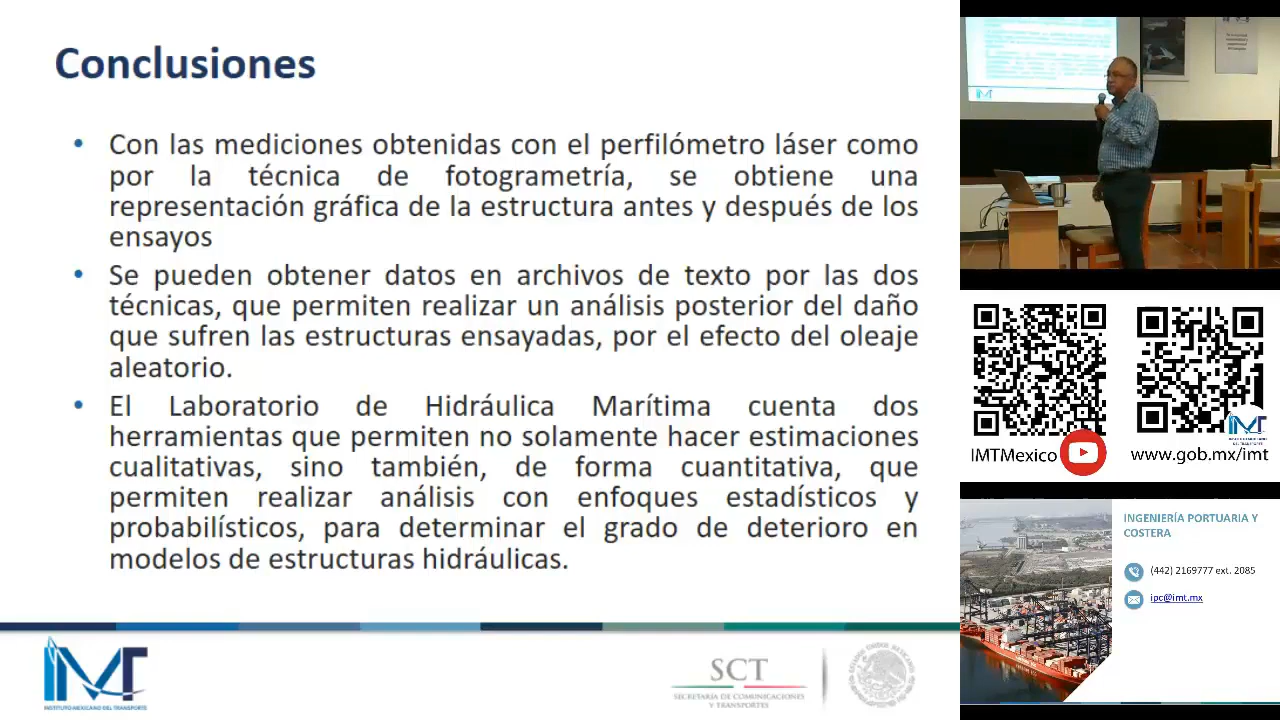 Conclusiones
• Con las mediciones obtenidas con el perfilómetro láser como
por la técnica de fotogrametría, se obtiene una
representación gráfica de la estructura antes y después de los
ensayos
• Se pueden obtener datos en archivos de texto por las dos
técnicas, que permiten realizar un análisis posterior del daño
que sufren las estructuras ensayadas, por el efecto del oleaje
aleatorio.
• El Laboratorio de Hidráulica Marítima cuenta dos
herramientas que permiten no solamente hacer estimaciones
cualitativas, sino también, de forma cuantitativa, que
permiten realizar análisis con enfoques estadísticos y
probabilísticos, para determinar el grado de deterioro en
modelos de estructuras hidráulicas.
IMT
INSTITUTO MEXICANO DEL TRANSPORTE
SCT
SECRETARÍA DE COMUNICACIONES
Y TRANSPORTES
ESTADOS UNIDOS MEXICANOS
IMT
IMTMexico
IMT
www.gob.mx/imt
INGENIERÍA PORTUARIA Y
COSTERA
(442) 2169777 ext. 2085
ipc@imt.mx